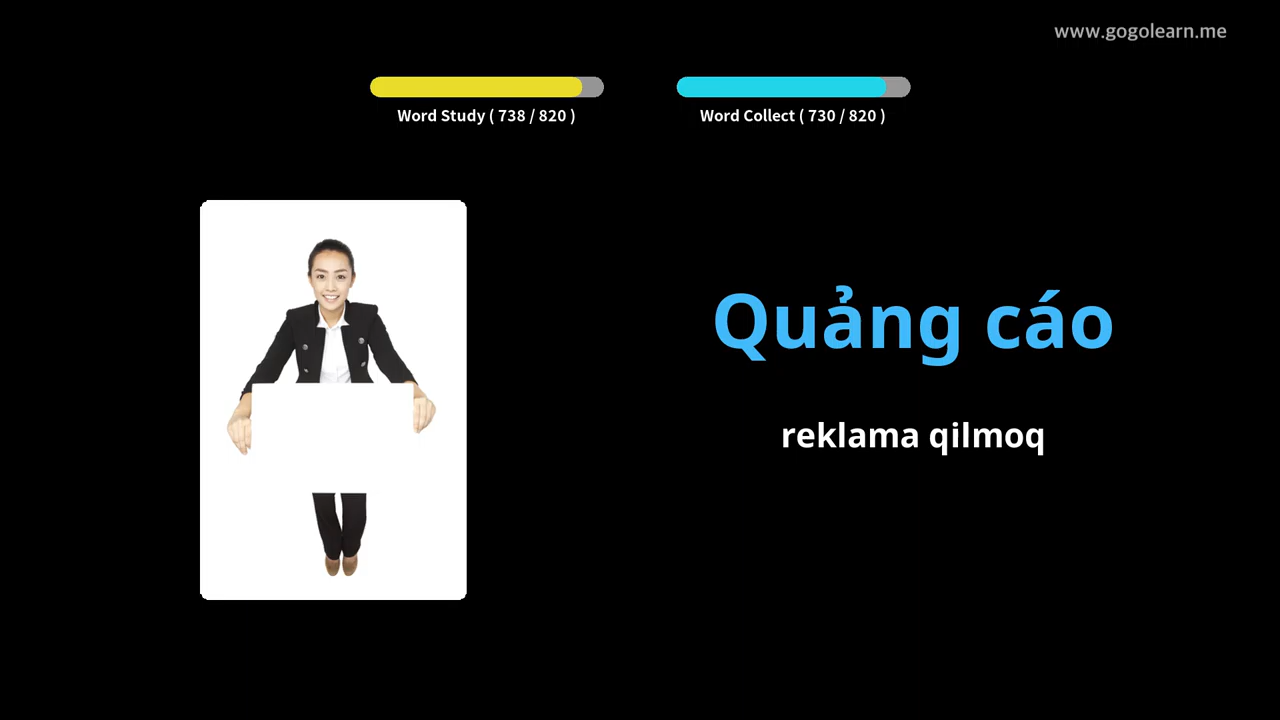 www.gogolearn.me
Word Study ( 738 / 820 )
Word Collect ( 730 / 820 )
Quảng cáo
reklama qilmoq